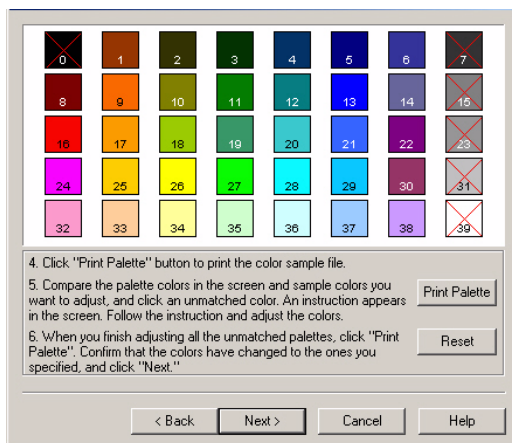 0 1 2 3 4 5 6 7
8 9 10 11 12 13 14 15
16 17 18 19 20 21 22 23
24 25 26 27 28 29 30 31
32 33 34 35 36 37 38 39
4. Click "Print Palette" button to print the color sample file.
5. Compare the palette colors in the screen and sample colors you
want to adjust, and click an unmatched color. An instruction appears
in the screen. Follow the instruction and adjust the colors.
Print Palette
6. When you finish adjusting all the unmatched palettes, click "Print
Palette". Confirm that the colors have changed to the ones you
specified, and click "Next."
Reset
< Back Next > Cancel Help